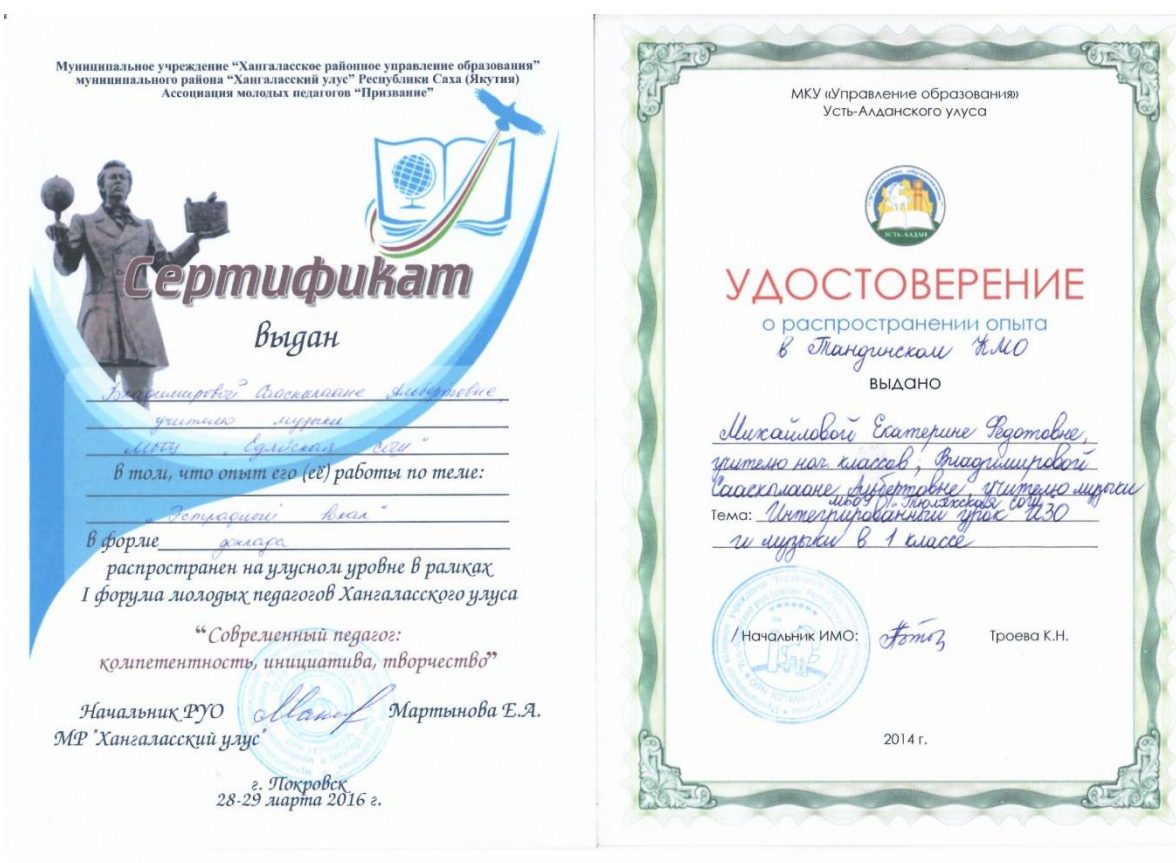 Муниципальное учреждение “Хангаласское районное управление образования”
муниципального района “Хангаласский улус” Республики Саха (Якутия)
Ассоциация молодых педагогов “Призвание”
Сертификат
выдан
Владимировой Сааскылаане Альбертовне,
учителю музыки
МБОУ "Едяйская СОШ"
в том, что опыт его (её) работы по теме:
"Эстрадный вокал"
в форме доклада
распространен на улусном уровне в рамках
I форума молодых педагогов Хангаласского улуса
“Современный педагог:
компетентность, инициатива, творчество”
Начальник РУО Мартынова Е.А.
МР "Хангаласский улус"
г. Покровск
28-29 марта 2016 г.
МКУ «Управление образования»
Усть-Алданского улуса
УСТЬ-АЛДАН
УДОСТОВЕРЕНИЕ
о распространении опыта
в Тандинском КМО
выдано
Михайловой Екатерине Федотовне,
учителю нач. классов, Владимировой
Сааскылаане Альбертовне, учителю музыки
МБОУ "Тюляхская СОШ"
Тема: Интегрированный урок ИЗО
и музыки в 1 классе
/ Начальник ИМО: Троева К.Н.
2014 г.